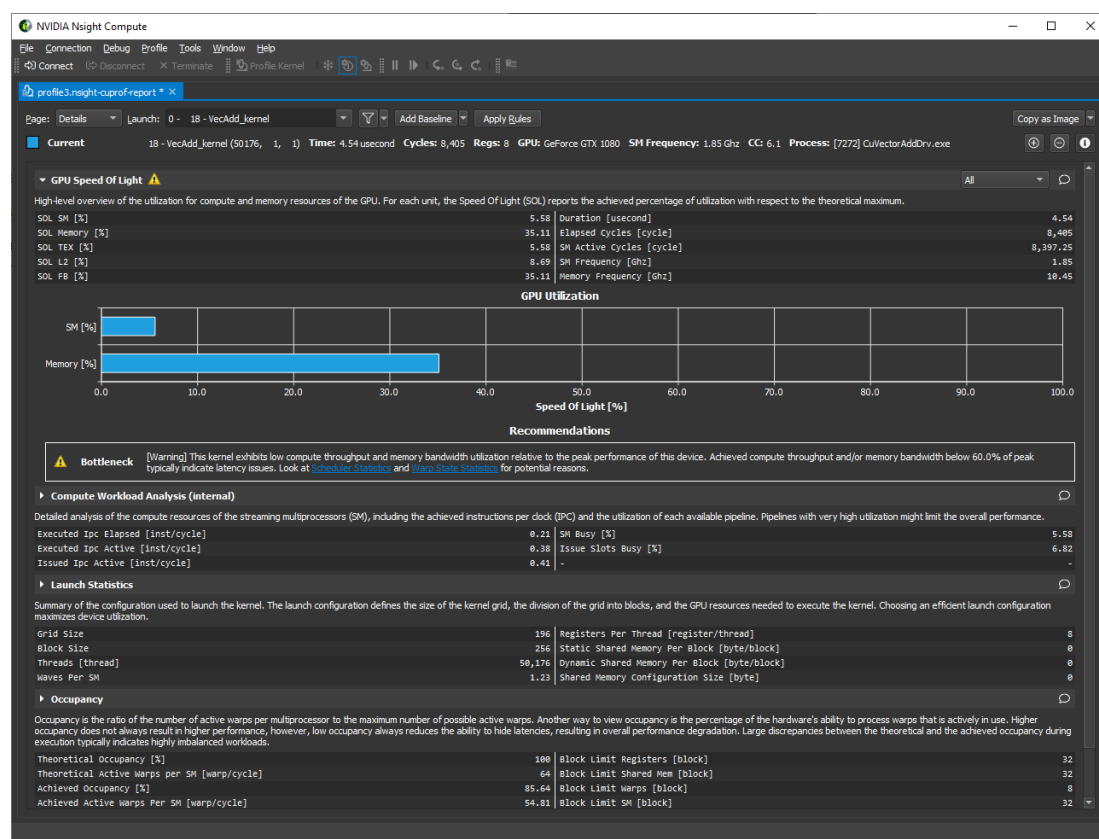 NVIDIA Nsight Compute
File Connection Debug Profile Tools Window Help
Connect Disconnect Terminate Profile Kernel
profile3.nsight-cuprof-report *
Page: Details Launch: 0 - 18 - VecAdd_kernel Add Baseline Apply Rules Copy as Image
Current 18 - VecAdd_kernel (50176, 1, 1) Time: 4.54 usecond Cycles: 8,405 Regs: 8 GPU: GeForce GTX 1080 SM Frequency: 1.85 Ghz CC: 6.1 Process: [7272] CuVectorAddDrv.exe
GPU Speed Of Light All
High-level overview of the utilization for compute and memory resources of the GPU. For each unit, the Speed Of Light (SOL) reports the achieved percentage of utilization with respect to the theoretical maximum.
SOL SM [%] 5.58 Duration [usecond] 4.54
SOL Memory [%] 35.11 Elapsed Cycles [cycle] 8,405
SOL TEX [%] 5.58 SM Active Cycles [cycle] 8,397.25
SOL L2 [%] 8.69 SM Frequency [Ghz] 1.85
SOL FB [%] 35.11 Memory Frequency [Ghz] 10.45
GPU Utilization
SM [%]
Memory [%]
0.0 10.0 20.0 30.0 40.0 50.0 60.0 70.0 80.0 90.0 100.0
Speed Of Light [%]
Recommendations
Bottleneck [Warning] This kernel exhibits low compute throughput and memory bandwidth utilization relative to the peak performance of this device. Achieved compute throughput and/or memory bandwidth below 60.0% of peak
typically indicate latency issues. Look at Scheduler Statistics and Warp State Statistics for potential reasons.
Compute Workload Analysis (internal)
Detailed analysis of the compute resources of the streaming multiprocessors (SM), including the achieved instructions per clock (IPC) and the utilization of each available pipeline. Pipelines with very high utilization might limit the overall performance.
Executed Ipc Elapsed [inst/cycle] 0.21 SM Busy [%] 5.58
Executed Ipc Active [inst/cycle] 0.38 Issue Slots Busy [%] 6.82
Issued Ipc Active [inst/cycle] 0.41 - -
Launch Statistics
Summary of the configuration used to launch the kernel. The launch configuration defines the size of the kernel grid, the division of the grid into blocks, and the GPU resources needed to execute the kernel. Choosing an efficient launch configuration
maximizes device utilization.
Grid Size 196 Registers Per Thread [register/thread] 8
Block Size 256 Static Shared Memory Per Block [byte/block] 0
Threads [thread] 50,176 Dynamic Shared Memory Per Block [byte/block] 0
Waves Per SM 1.23 Shared Memory Configuration Size [byte] 0
Occupancy
Occupancy is the ratio of the number of active warps per multiprocessor to the maximum number of possible active warps. Another way to view occupancy is the percentage of the hardware's ability to process warps that is actively in use. Higher
occupancy does not always result in higher performance, however, low occupancy always reduces the ability to hide latencies, resulting in overall performance degradation. Large discrepancies between the theoretical and the achieved occupancy during
execution typically indicates highly imbalanced workloads.
Theoretical Occupancy [%] 100 Block Limit Registers [block] 32
Theoretical Active Warps per SM [warp/cycle] 64 Block Limit Shared Mem [block] 32
Achieved Occupancy [%] 85.64 Block Limit Warps [block] 8
Achieved Active Warps Per SM [warp/cycle] 54.81 Block Limit SM [block] 32